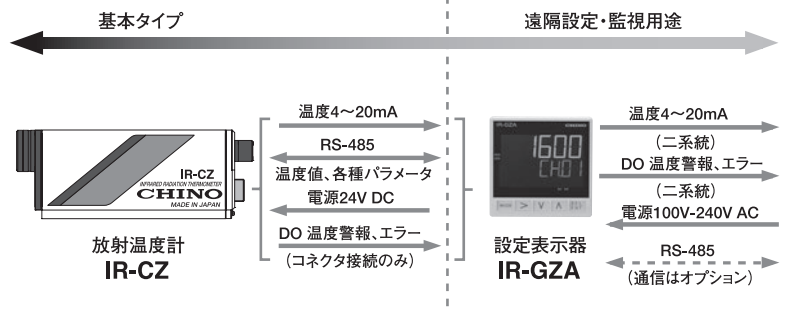 基本タイプ
遠隔設定・監視用途
IR-CZ
INFRARED RADIATION THERMOMETER
CHINO
MADE IN JAPAN
放射温度計
IR-CZ
温度4～20mA
RS-485
温度値、各種パラメータ
電源24V DC
DO 温度警報、エラー
(コネクタ接続のみ)
IR-GZA
1600
CH.01
設定表示器
IR-GZA
温度4～20mA
(二系統)
DO 温度警報、エラー
(二系統)
電源100V-240V AC
RS-485
(通信はオプション)